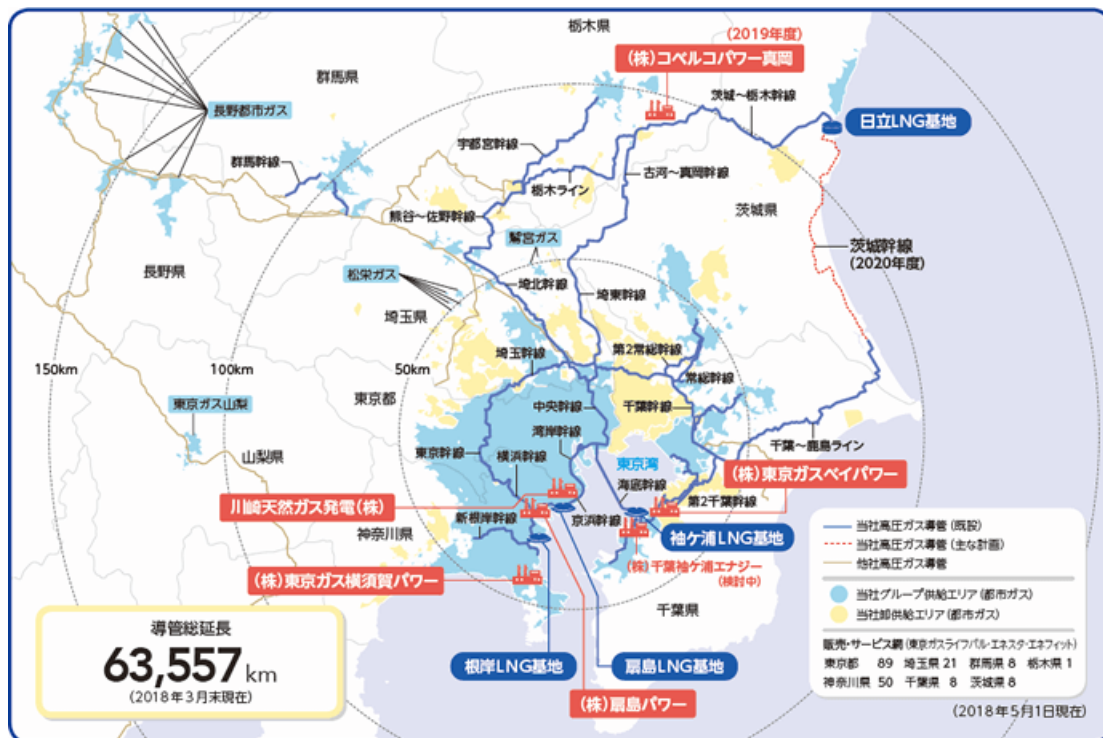 栃木県
(2019年度)
(株)コベルコパワー真岡
群馬県
茨城〜栃木幹線
長野都市ガス
日立LNG基地
宇都宮幹線
群馬幹線
栃木ライン
古河〜真岡幹線
熊谷〜佐野幹線
茨城県
鷲宮ガス
茨城幹線
(2020年度)
長野県
松栄ガス
埼北幹線
埼東幹線
埼玉県
埼玉幹線
第2常総幹線
150km
100km
50km
常総幹線
東京都
東京ガス山梨
中央幹線
千葉幹線
湾岸幹線
千葉〜鹿島ライン
山梨県
東京幹線
横浜幹線
東京湾
海底幹線
(株)東京ガスベイパワー
川崎天然ガス発電(株)
第2千葉幹線
新根岸幹線
京浜幹線
神奈川県
袖ケ浦LNG基地
(株)千葉袖ケ浦エナジー
(検討中)
(株)東京ガス横須賀パワー
千葉県
根岸LNG基地
扇島LNG基地
(株)扇島パワー
導管総延長
63,557km
(2018年3月末現在)
当社高圧ガス導管(既設)
当社高圧ガス導管(主な計画)
他社高圧ガス導管
当社グループ供給エリア(都市ガス)
当社卸供給エリア(都市ガス)
販売・サービス網(東京ガスライフバル・エネスタ・エネフィット)
東京都 89 埼玉県 21 群馬県 8 栃木県 1
神奈川県 50 千葉県 8 茨城県 8
(2018年5月1日現在)